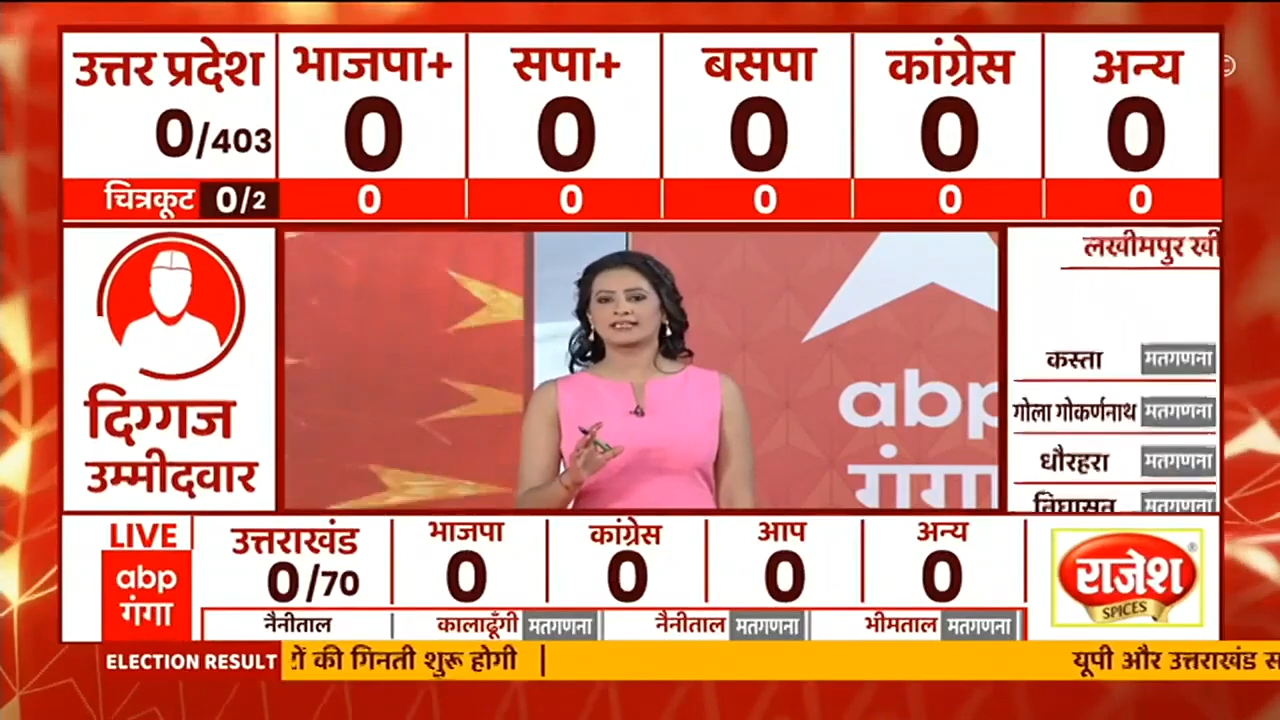 उत्तर प्रदेश
0/403
भाजपा+
0
सपा+
0
बसपा
0
कांग्रेस
0
अन्य
0
©
चित्रकूट 0/2 0 0 0 0 0
दिग्गज
उम्मीदवार
abp
गंगा
लखीमपुर खी
कस्ता मतगणना
गोला गोकर्णनाथ मतगणना
धौरहरा मतगणना
निघासन मतगणना
LIVE
abp
गंगा
उत्तराखंड
0/70
भाजपा
0
कांग्रेस
0
आप
0
अन्य
0
नैनीताल कालाढूँगी मतगणना नैनीताल मतगणना भीमताल मतगणना
राजेश
®
SPICES
ELECTION RESULT की गिनती शुरू होगी | यूपी और उत्तराखंड स